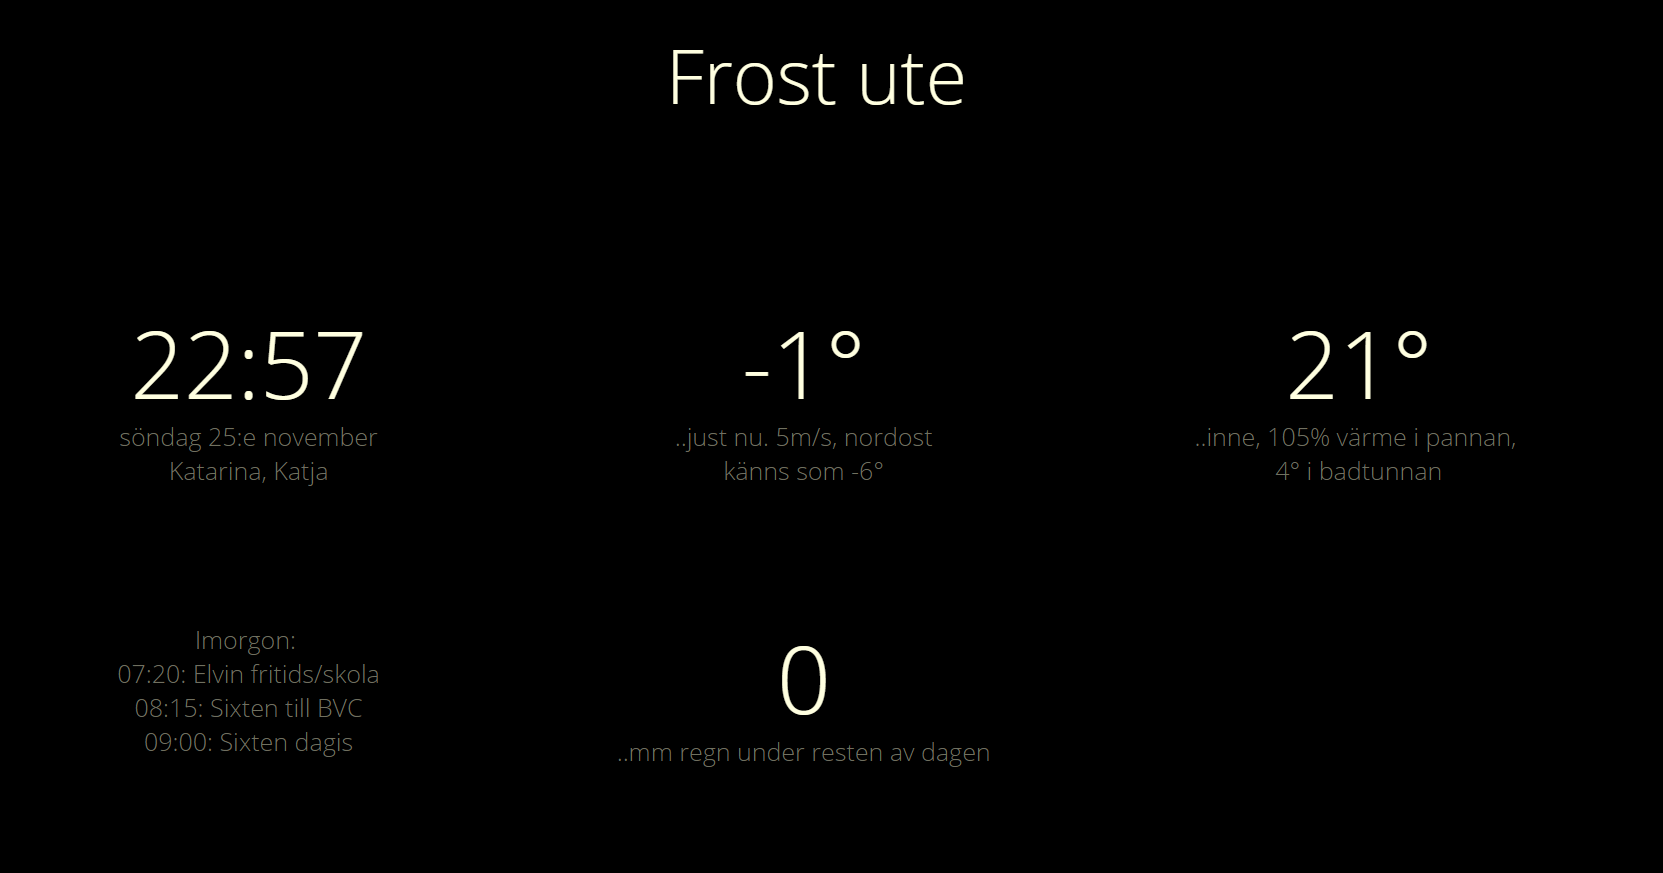 Frost ute
22:57
söndag 25:e november
Katarina, Katja
-1°
..just nu. 5m/s, nordost
känns som -6°
21°
..inne, 105% värme i pannan,
4° i badtunnan
Imorgon:
07:20: Elvin fritids/skola
08:15: Sixten till BVC
09:00: Sixten dagis
0
..mm regn under resten av dagen